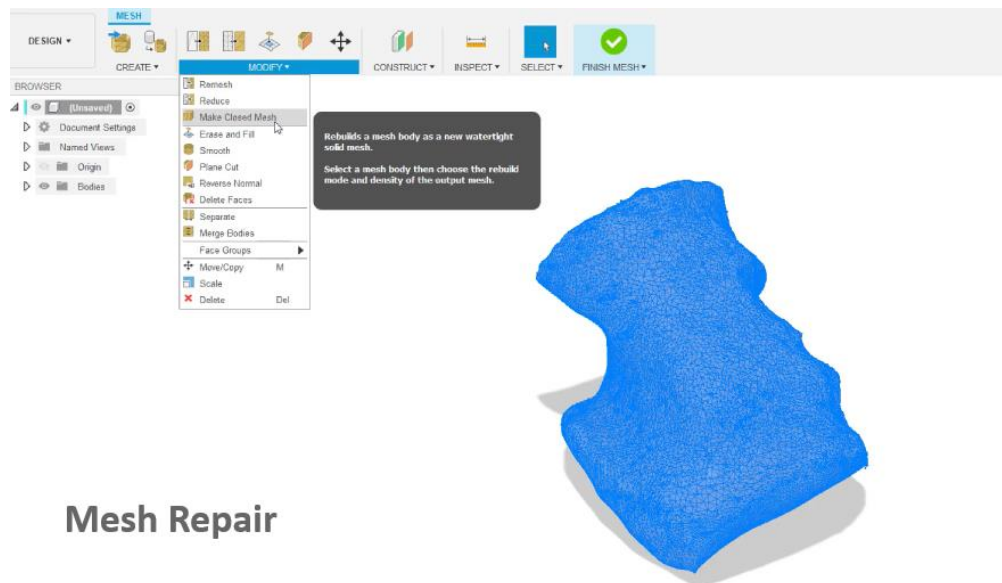 MESH
DESIGN ▾
CREATE ▾
MODIFY ▾
CONSTRUCT ▾
INSPECT ▾
SELECT ▾
FINISH MESH ▾
BROWSER
(Unsaved)
Document Settings
Named Views
Origin
Bodies
Remesh
Reduce
Make Closed Mesh
Erase and Fill
Smooth
Plane Cut
Reverse Normal
Delete Faces
Separate
Merge Bodies
Face Groups
Move/Copy M
Scale
Delete Del
Rebuilds a mesh body as a new watertight
solid mesh.
Select a mesh body then choose the rebuild
mode and density of the output mesh.
Mesh Repair